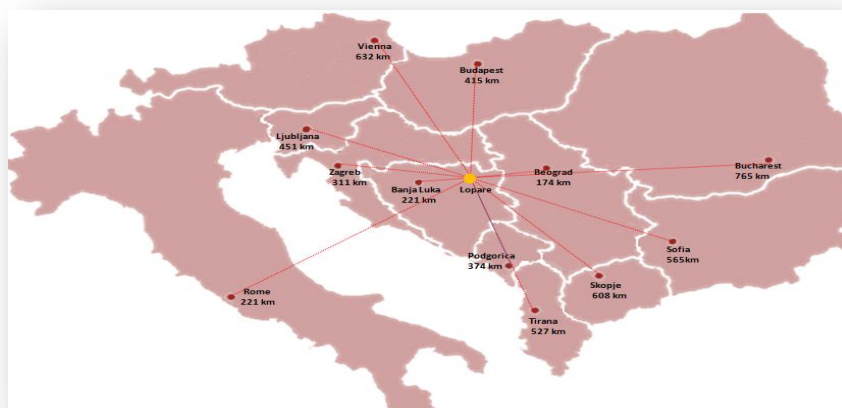 Vienna
632 km
Budapest
415 km
Ljubljana
451 km
Zagreb
311 km
Banja Luka
221 km
Lopare
Beograd
174 km
Bucharest
765 km
Podgorica
374 km
Sofia
565km
Skopje
608 km
Rome
221 km
Tirana
527 km